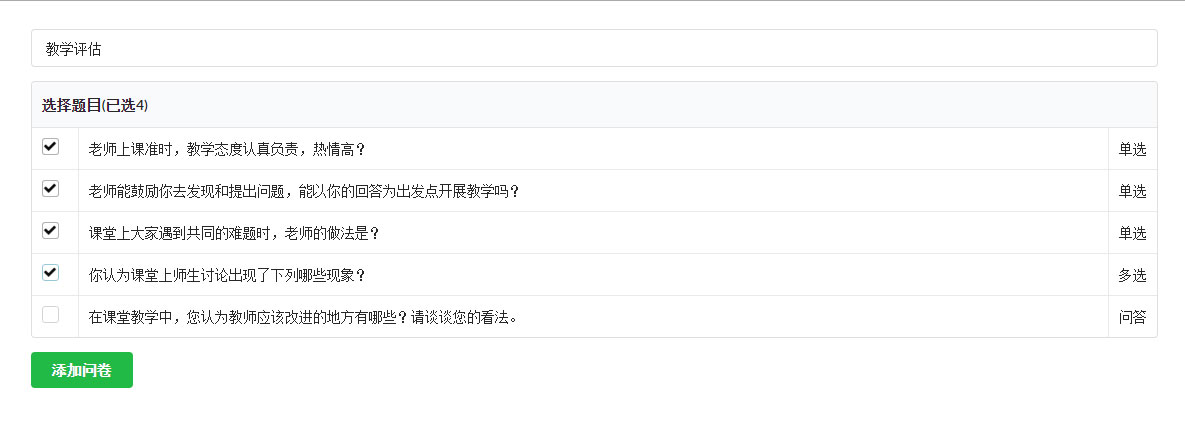 教学评估
选择题目(已选4)
老师上课准时，教学态度认真负责，热情高？ 单选
老师能鼓励你去发现和提出问题，能以你的回答为出发点开展教学吗？ 单选
课堂上大家遇到共同的难题时，老师的做法是？ 单选
你认为课堂上师生讨论出现了下列哪些现象？ 多选
在课堂教学中，您认为教师应该改进的地方有哪些？请谈谈您的看法。 问答
添加问卷